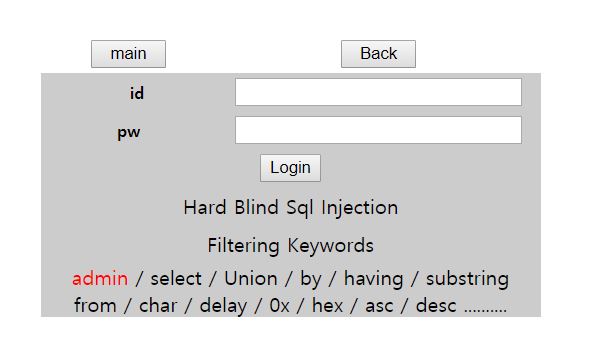 main Back
id
pw
Login
Hard Blind Sql Injection
Filtering Keywords
admin / select / Union / by / having / substring
from / char / delay / 0x / hex / asc / desc ..........